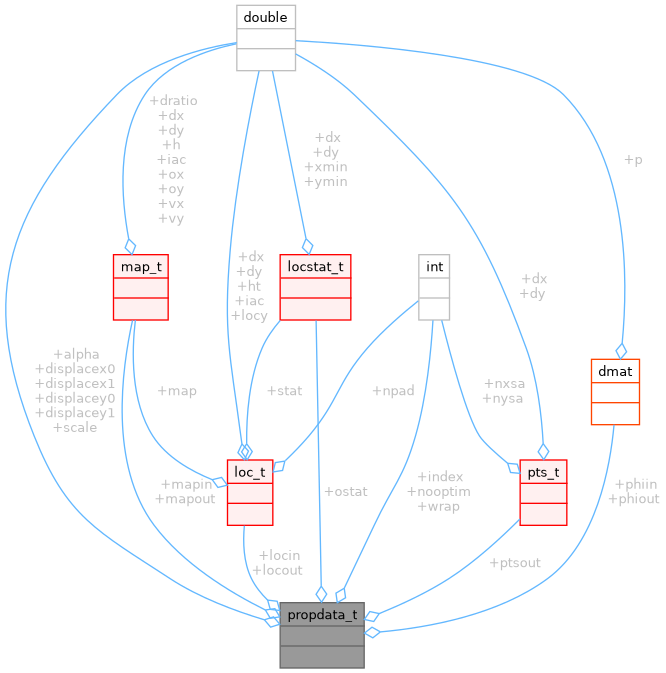 double
+dratio
+dx
+dy
+h
+iac
+ox
+oy
+vx
+vy
+dx
+dy
+xmin
+ymin
+p
map_t
locstat_t
int
+dx
+dy
+ht
+iac
+locy
+dx
+dy
dmat
+alpha
+displacex0
+displacex1
+displacey0
+displacey1
+scale
+map
+stat
+npad
+nxsa
+nysa
loc_t
pts_t
+mapin
+mapout
+ostat
+index
+nooptim
+wrap
+phiin
+phiout
+locin
+locout
+ptsout
propdata_t